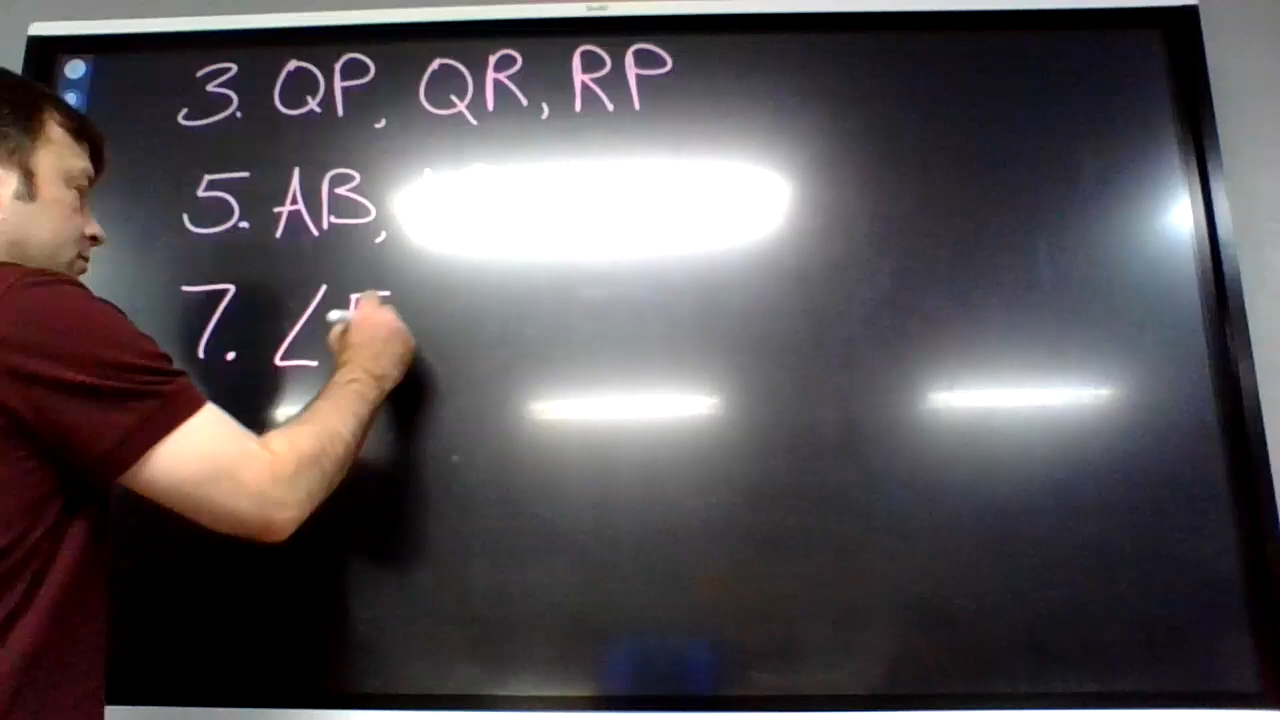 3. QP, QR, RP
5. AB,
7. ∠